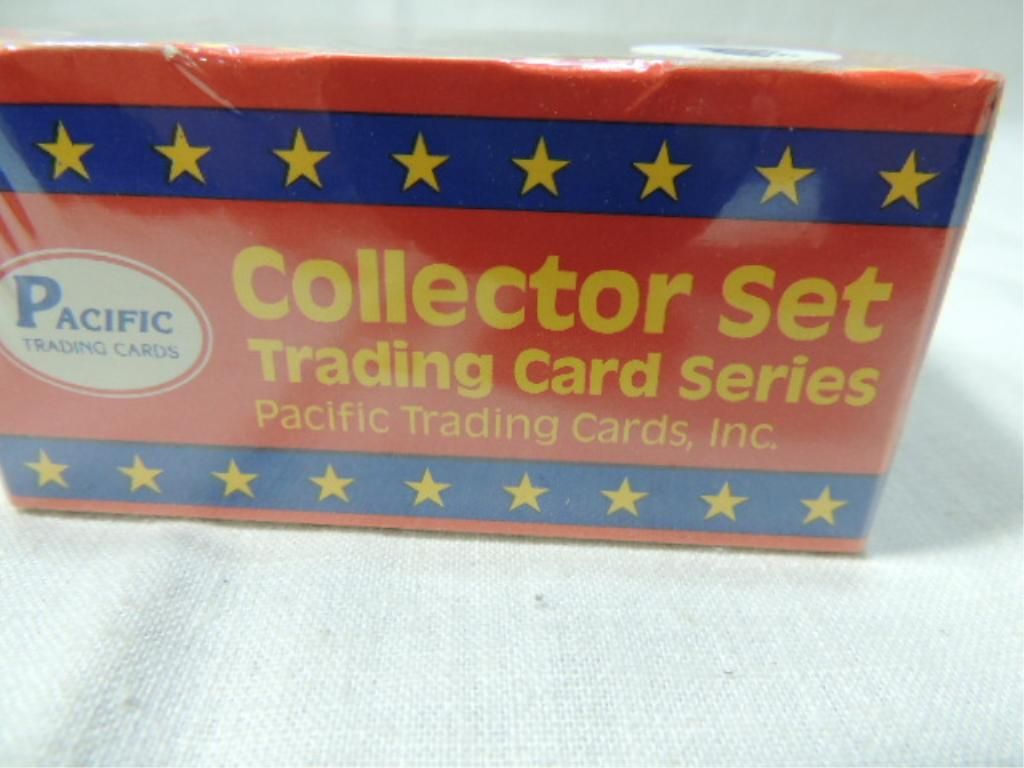 PACIFIC
TRADING CARDS
Collector Set
Trading Card Series
Pacific Trading Cards, Inc.